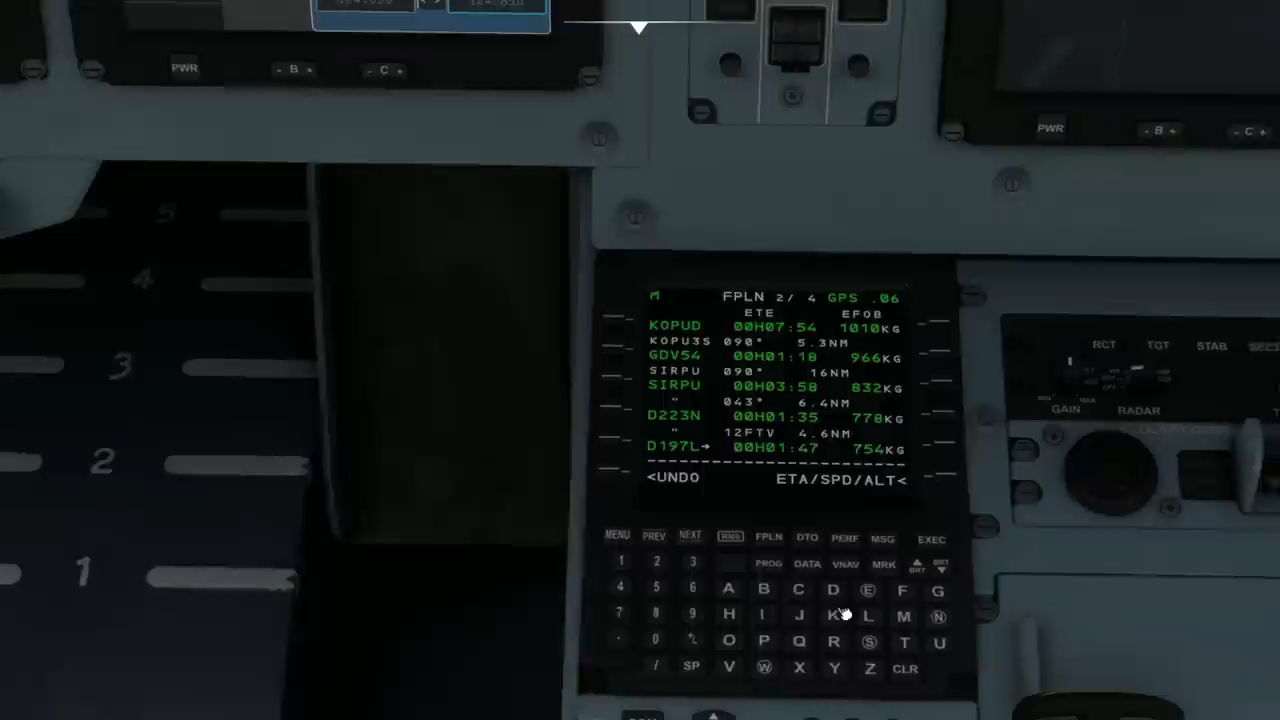 PWR - B + - C +
PWR - B + - C +
5
4
3
2
1
M FPLN 2/ 4 GPS .06
ETE EFOB
KOPUD 00H07:54 1010KG
KOPU3S 090° 5.3NM
GDV54 00H01:18 966KG
SIRPU 090° 16NM
SIRPU 00H03:58 832KG
" 043° 6.4NM
D223N 00H01:35 778KG
" 12FTV 4.6NM
D197L→ 00H01:47 754KG
<UNDO ETA/SPD/ALT<
RCT TGT STAB
GAIN RADAR
MENU PREV NEXT FPLN DTO PERF MSG EXEC
1 2 3 PROG DATA VNAV MRK BRT BRT
4 5 6 A B C D E F G
7 8 9 H I J K L M N
. 0 O P Q R S T U
/ SP V W X Y Z CLR